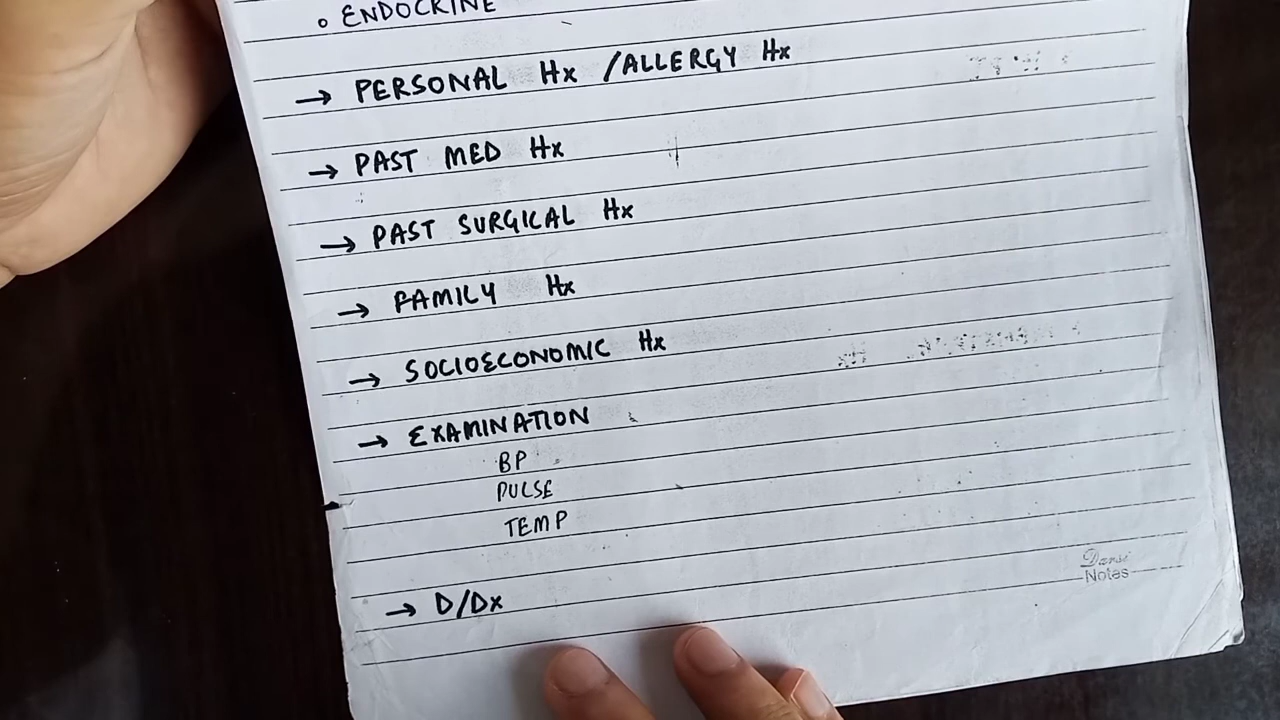 ◦ ENDOCRINE
→ PERSONAL Hx /ALLERGY Hx
→ PAST MED Hx
→ PAST SURGICAL Hx
→ FAMILY Hx
→ SOCIOECONOMIC Hx
→ EXAMINATION
BP
PULSE
TEMP
→ D/Dx
Notes